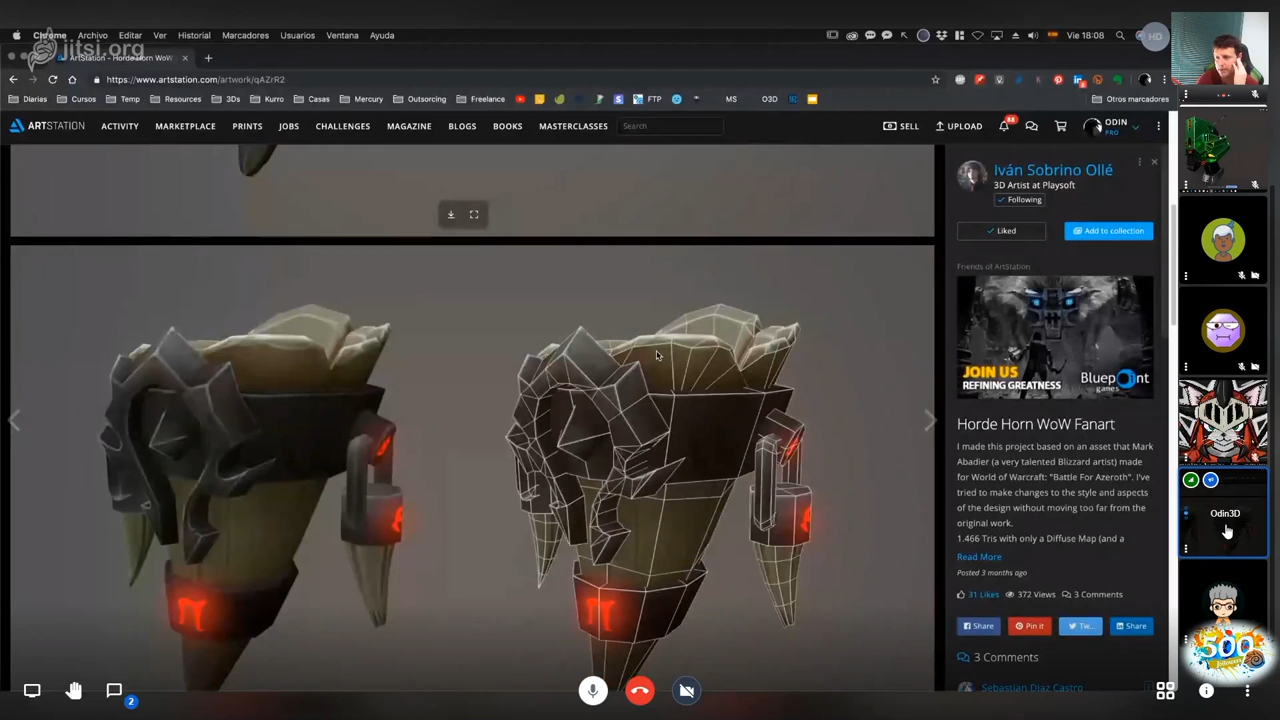 Chrome Archivo Editar Ver Historial Marcadores Usuarios Ventana Ayuda
Vie 18:08
HD
jitsi.org
ArtStation - Horde Horn WoW
https://www.artstation.com/artwork/qAZrR2
Diarias Cursos Temp Resources 3Ds Kurro Casas Mercury Outsorcing Freelance FTP MS O3D Otros marcadores
ARTSTATION ACTIVITY MARKETPLACE PRINTS JOBS CHALLENGES MAGAZINE BLOGS BOOKS MASTERCLASSES Search SELL UPLOAD 88 ODIN
PRO
Iván Sobrino Ollé
3D Artist at Playsoft
Following
Liked
Add to collection
Friends of ArtStation
JOIN US
REFINING GREATNESS
Bluepoint
games
Horde Horn WoW Fanart
I made this project based on an asset that Mark
Abadier (a very talented Blizzard artist) made
for World of Warcraft: "Battle For Azeroth". I've
tried to make changes to the style and aspects
of the design without moving too far from the
original work.
1.466 Tris with only a Diffuse Map (and a
Read More
Posted 3 months ago
31 Likes 372 Views 3 Comments
Share Pin it Tw... Share
3 Comments
Sebastian Diaz Castro
Odin3D
500
followers
2